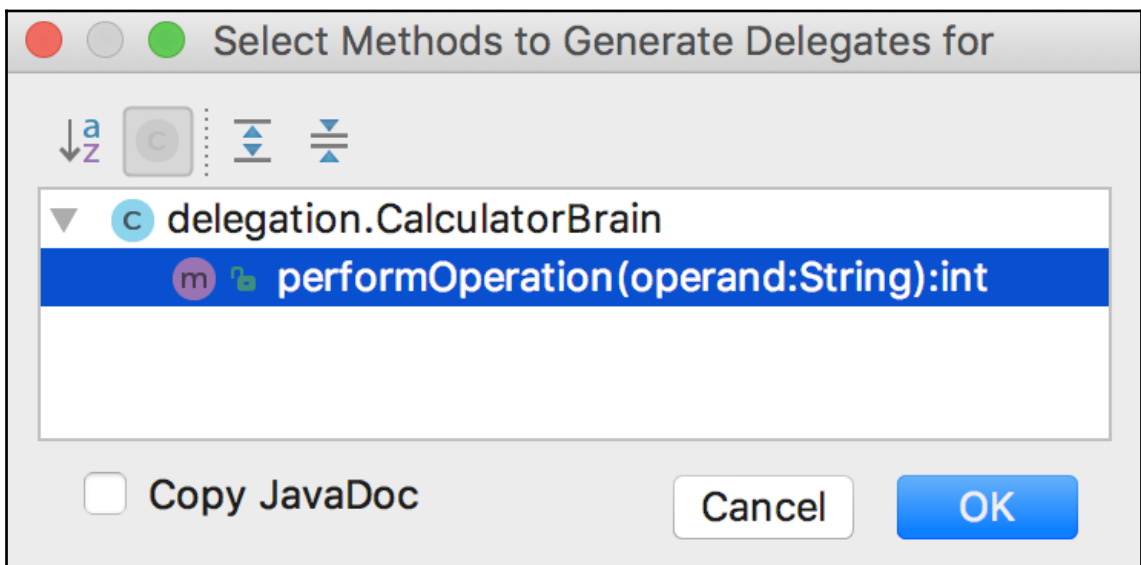 Select Methods to Generate Delegates for
a
z
c
c delegation.CalculatorBrain
m performOperation(operand:String):int
Copy JavaDoc
Cancel
OK